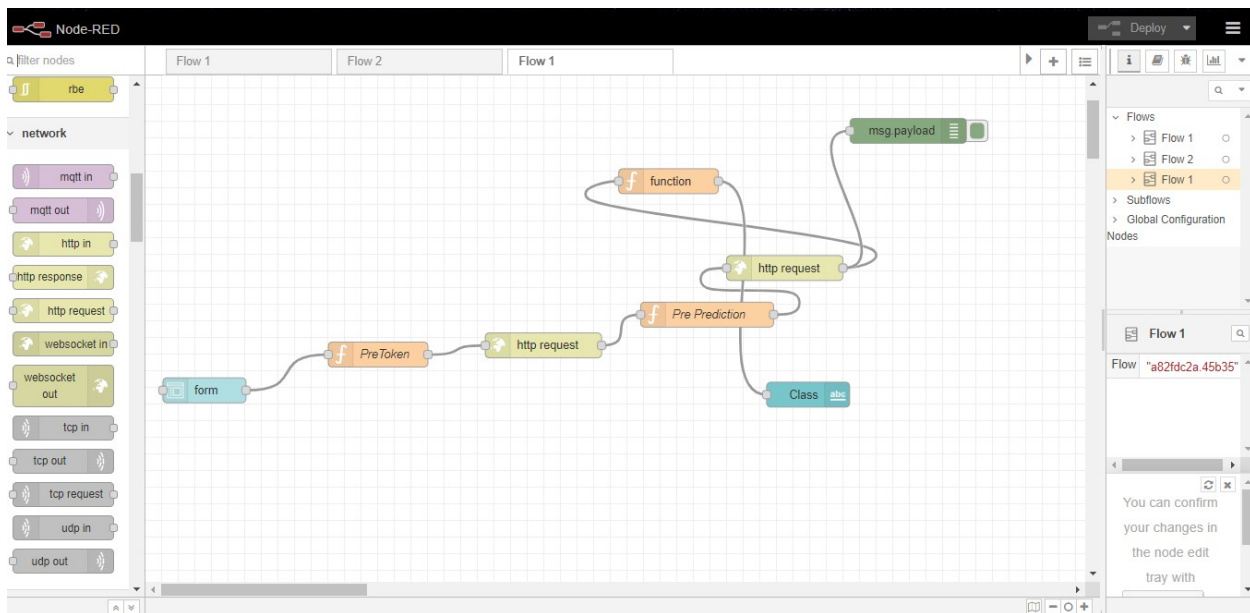 Node-RED
Deploy
filter nodes
Flow 1
Flow 2
Flow 1
rbe
network
mqtt in
mqtt out
http in
http response
http request
websocket in
websocket
out
tcp in
tcp out
tcp request
udp in
udp out
form
PreToken
http request
Pre Prediction
http request
function
msg.payload
Class
abc
i
Flows
Flow 1
Flow 2
Flow 1
Subflows
Global Configuration
Nodes
Flow 1
Flow "a82fdc2a.45b35"
You can confirm
your changes in
the node edit
tray with